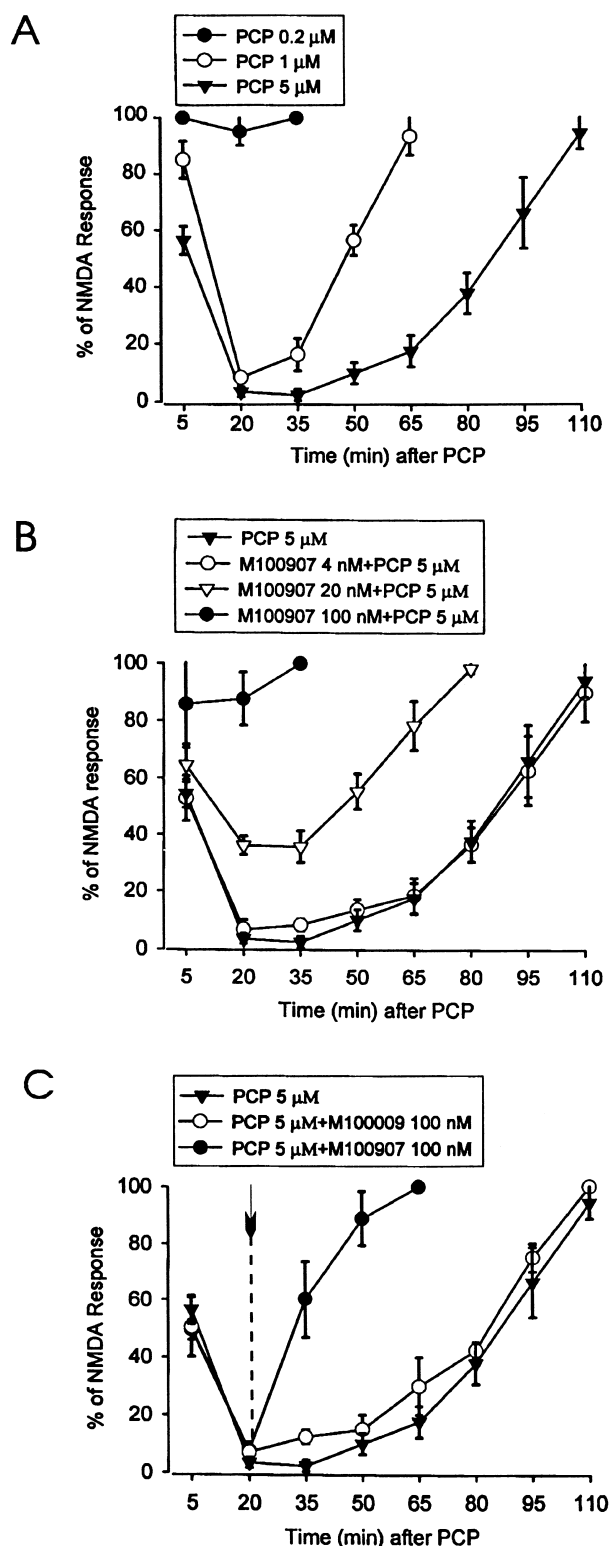 A
PCP 0.2 µM
PCP 1 µM
PCP 5 µM
100
80
60
40
20
0
% of NMDA Response
5 20 35 50 65 80 95 110
Time (min) after PCP
B
PCP 5 µM
M100907 4 nM+PCP 5 µM
M100907 20 nM+PCP 5 µM
M100907 100 nM+PCP 5 µM
100
80
60
40
20
0
% of NMDA response
5 20 35 50 65 80 95 110
Time (min) after PCP
C
PCP 5 µM
PCP 5 µM+M100009 100 nM
PCP 5 µM+M100907 100 nM
100
80
60
40
20
0
% of NMDA Response
5 20 35 50 65 80 95 110
Time (min) after PCP